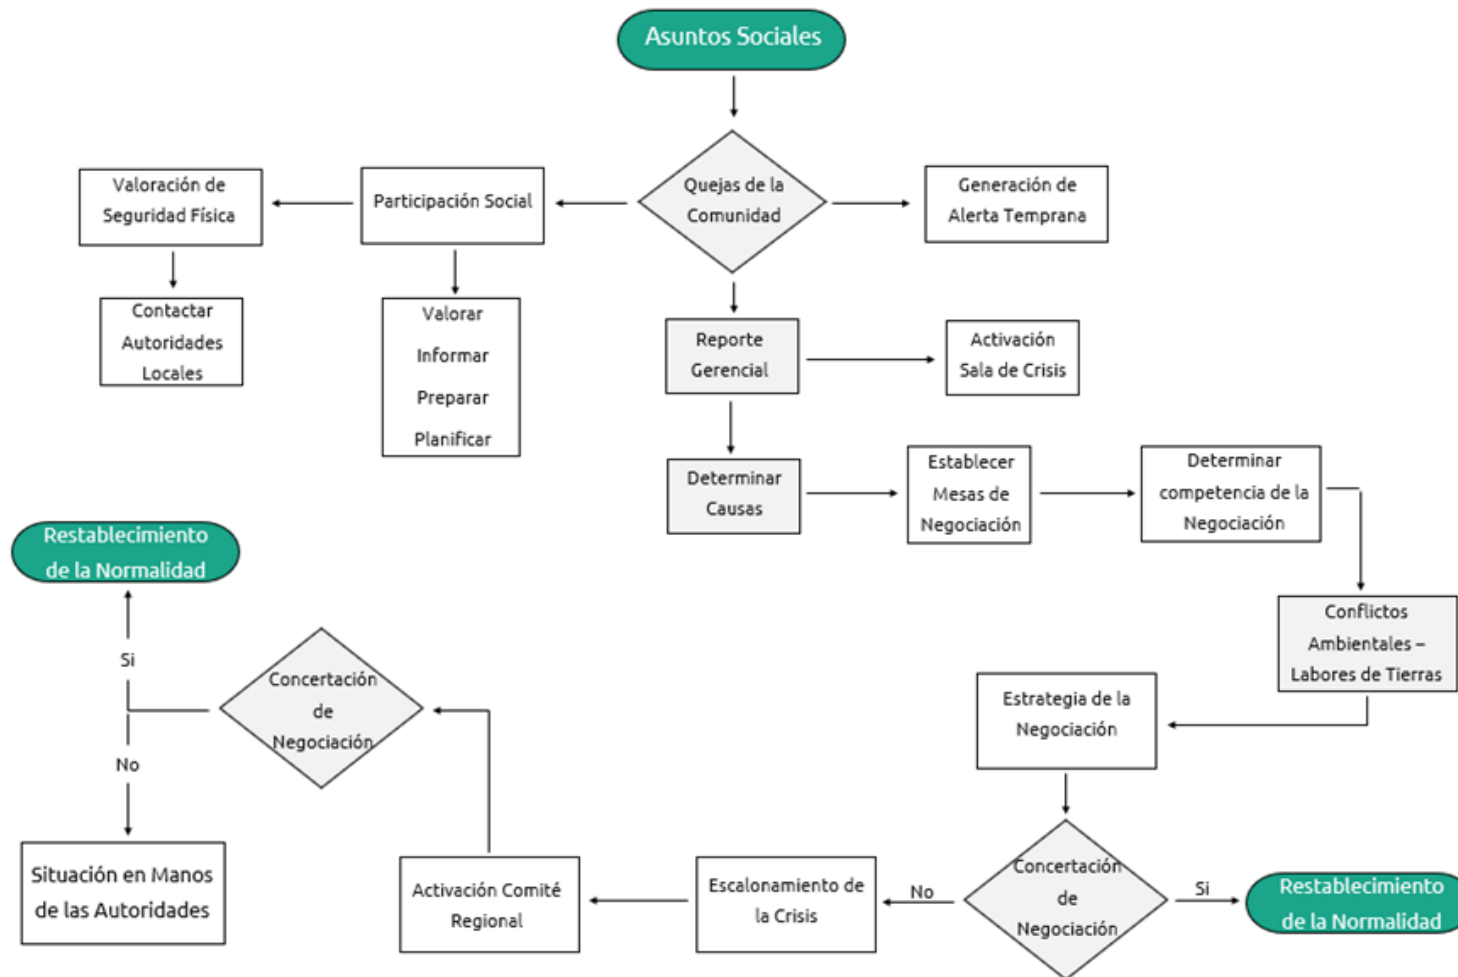 Asuntos Sociales
Valoración de
Seguridad Física
Participación Social
Quejas de la
Comunidad
Generación de
Alerta Temprana
Contactar
Autoridades
Locales
Valorar
Informar
Preparar
Planificar
Reporte
Gerencial
Activación
Sala de Crisis
Determinar
Causas
Establecer
Mesas de
Negociación
Determinar
competencia de la
Negociación
Restablecimiento
de la Normalidad
Conflictos
Ambientales –
Labores de Tierras
Si
Concertación
de
Negociación
No
Estrategia de la
Negociación
Situación en Manos
de las Autoridades
Activación Comité
Regional
Escalonamiento de
la Crisis
No
Concertación
de
Negociación
Si
Restablecimiento
de la Normalidad